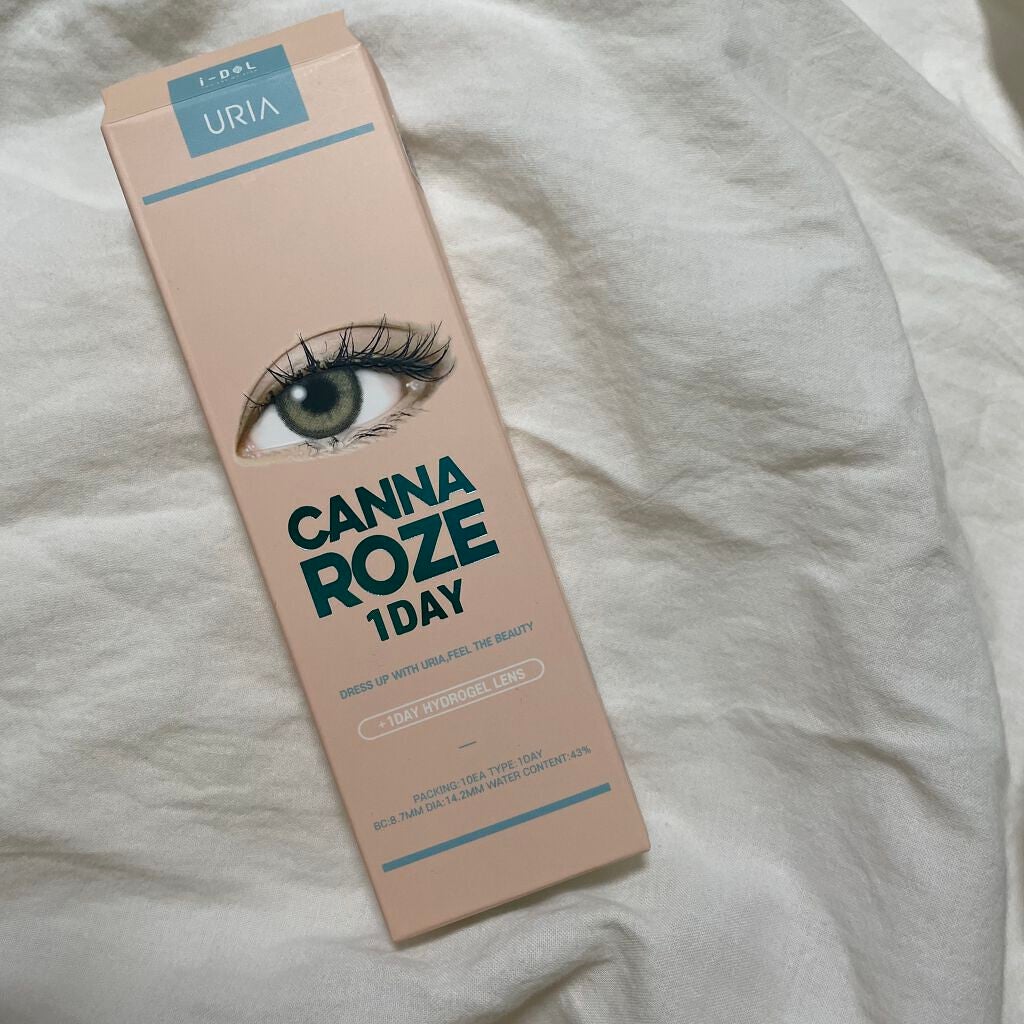 i-DOL
URIA
CANNA
ROZE
1DAY
DRESS UP WITH URIA,FEEL THE BEAUTY
+1DAY HYDROGEL LENS
PACKING:10EA TYPE:1DAY
BC:8.7MM DIA:14.2MM WATER CONTENT:43%